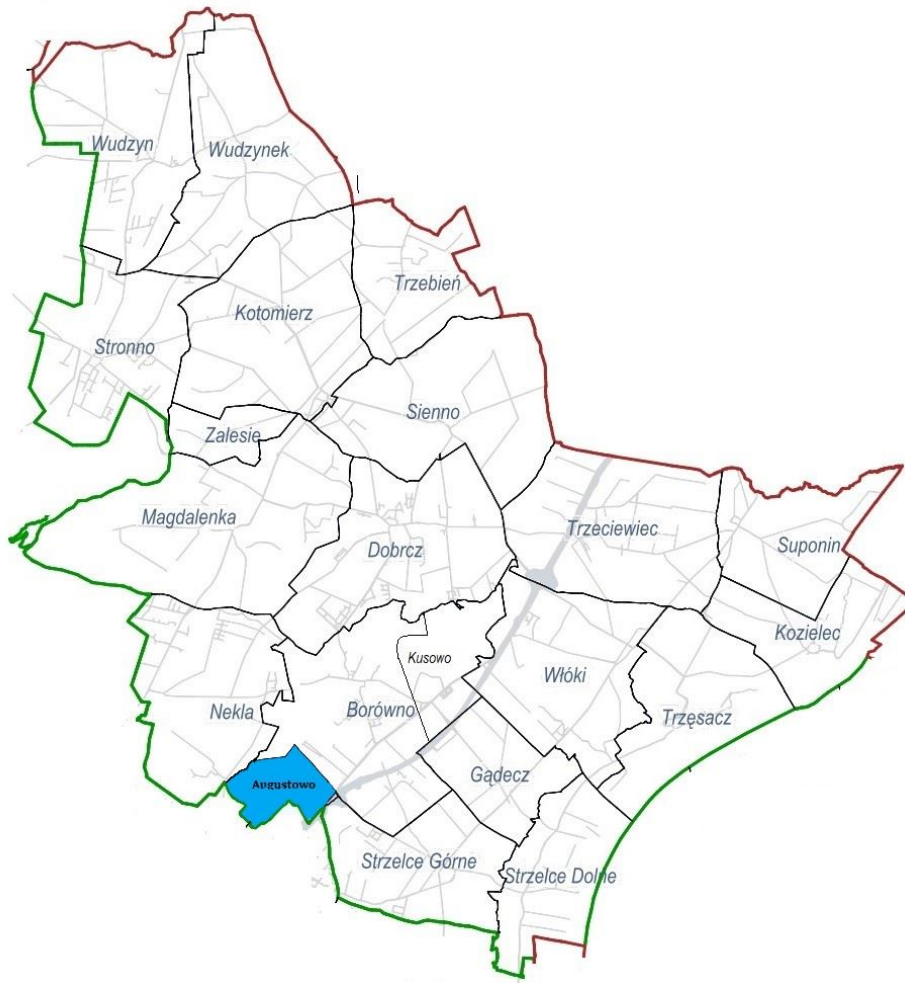 Wudzyn
Wudzynek
Trzebień
Kotomierz
Stronno
Sienno
Zalesie
Magdalenka
Trzeciewiec
Suponin
Dobrcz
Kozielec
Kusowo
Włóki
Nekla
Borówno
Trzęsacz
Gądecz
Augustowo
Strzelce Górne
Strzelce Dolne